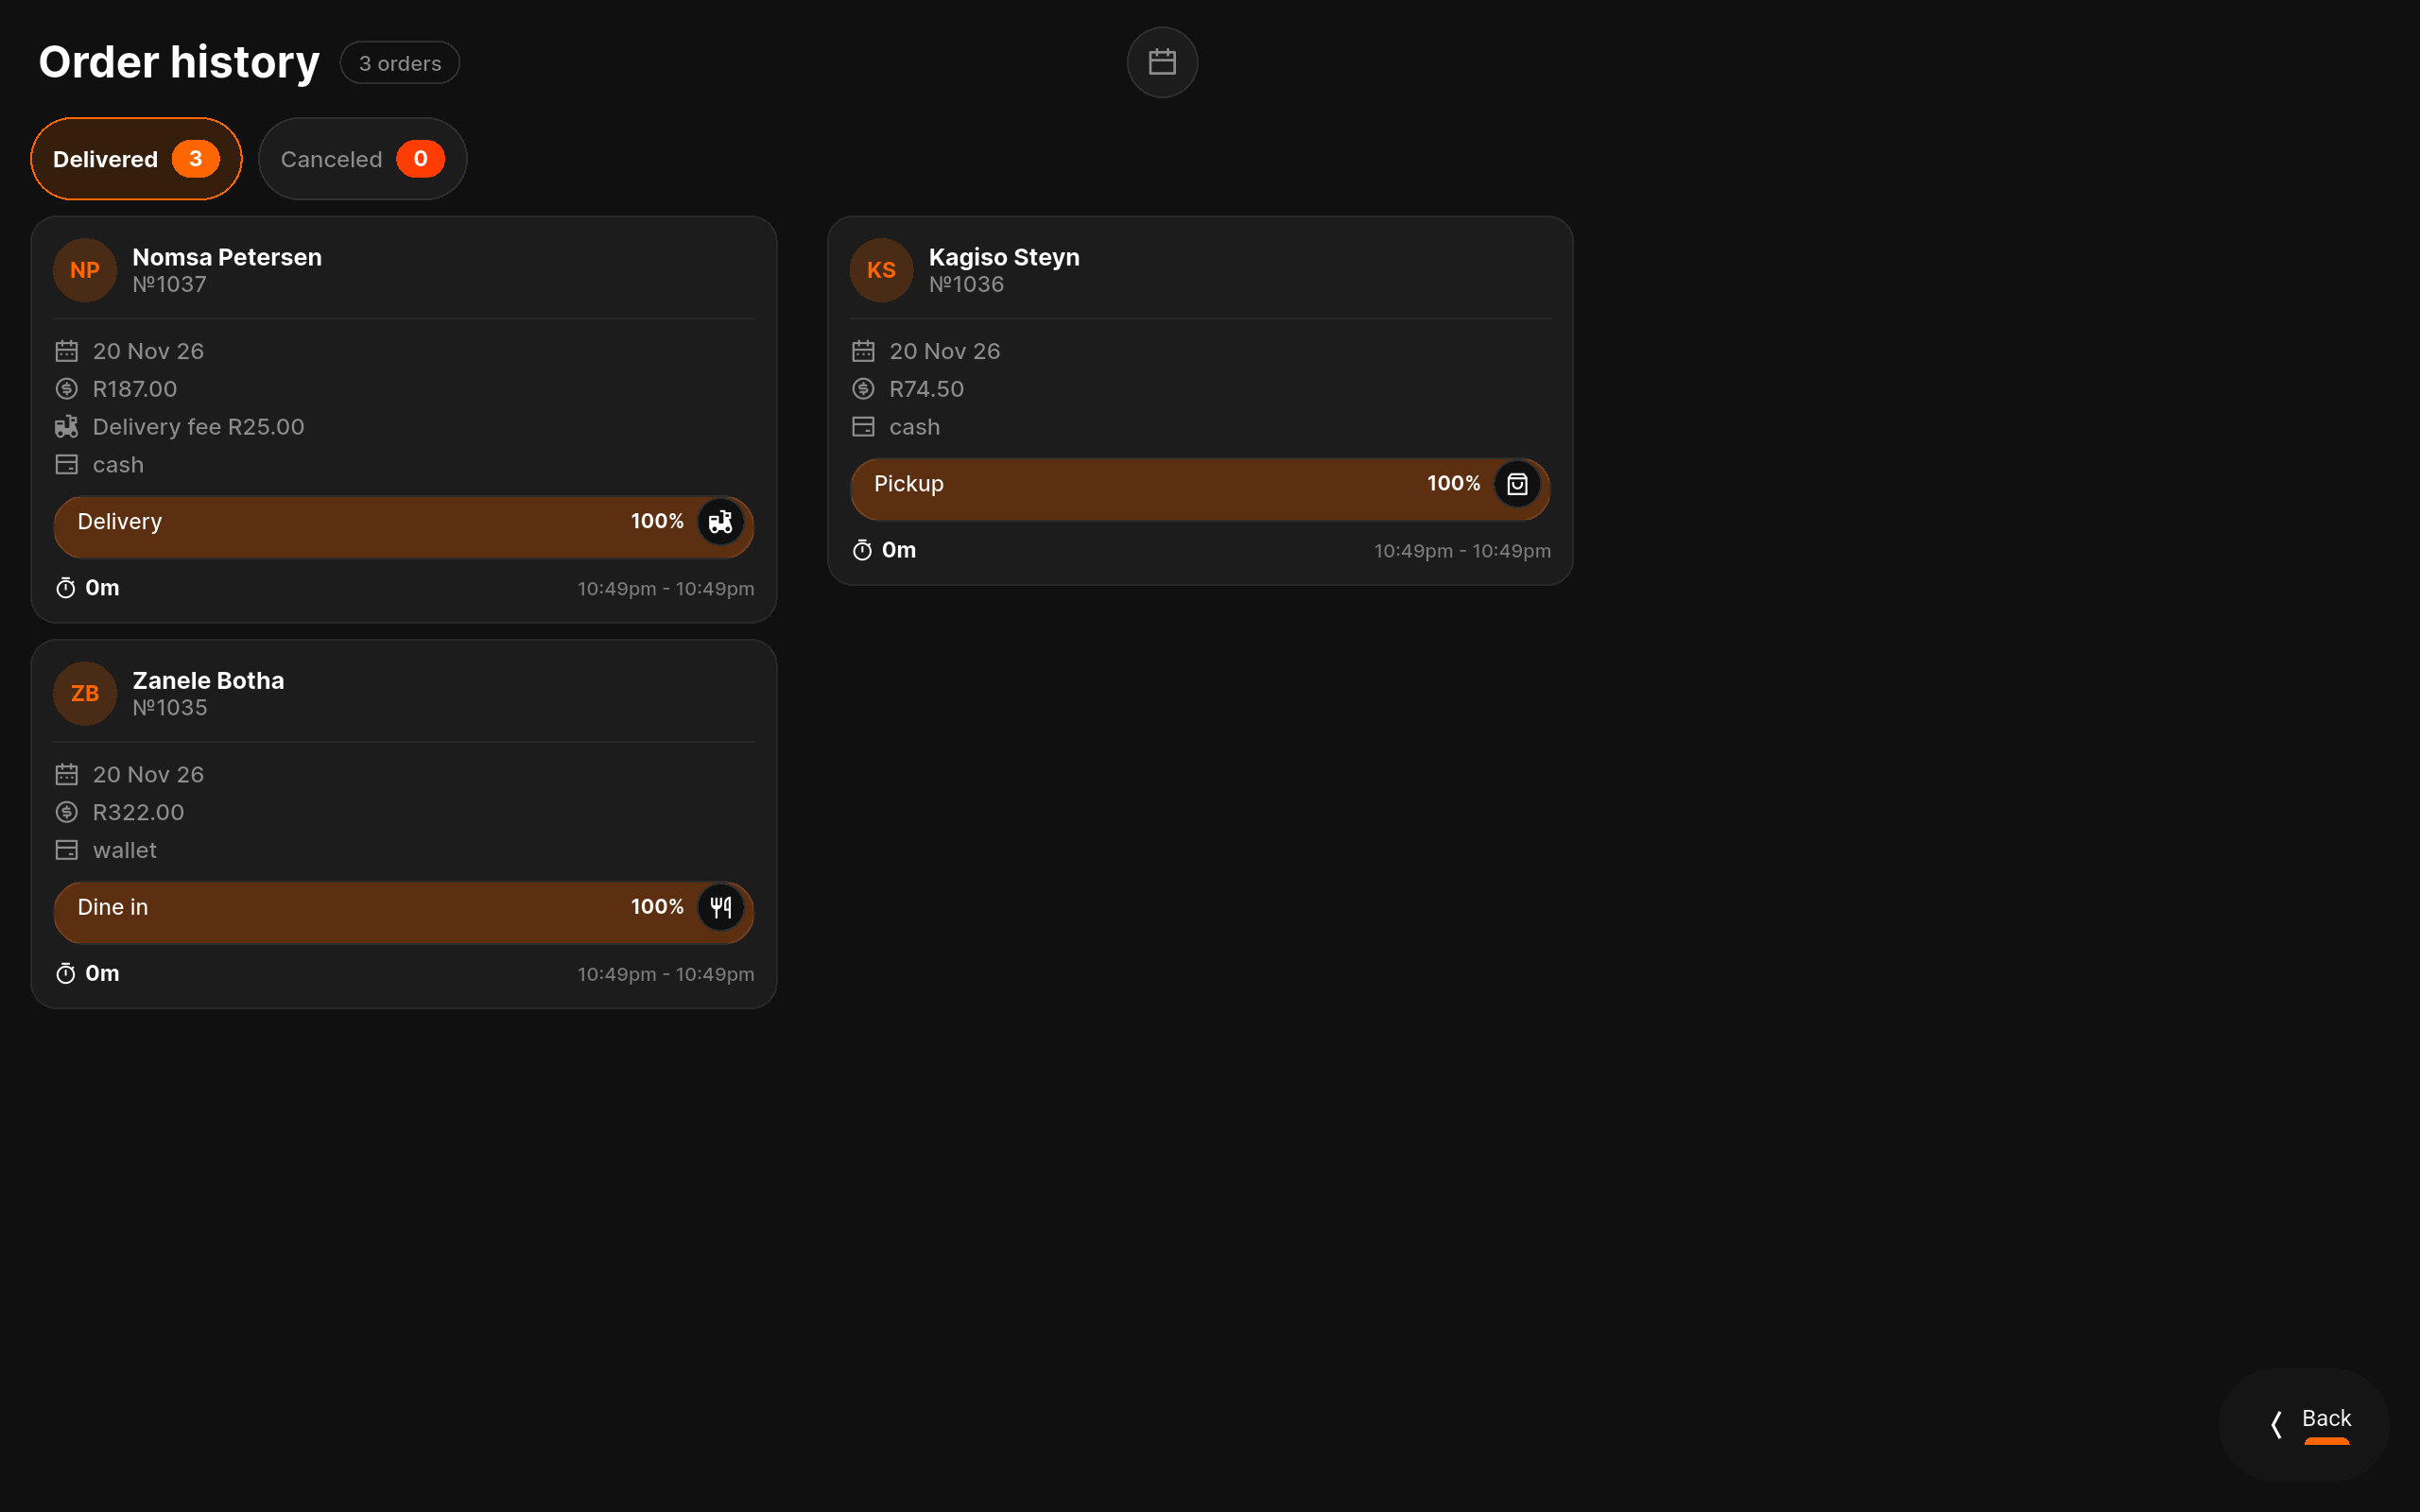 Order history
3 orders
Delivered 3
Canceled 0
NP
Nomsa Petersen
№1037
20 Nov 26
R187.00
Delivery fee R25.00
cash
Delivery 100%
0m 10:49pm - 10:49pm
KS
Kagiso Steyn
№1036
20 Nov 26
R74.50
cash
Pickup 100%
0m 10:49pm - 10:49pm
ZB
Zanele Botha
№1035
20 Nov 26
R322.00
wallet
Dine in 100%
0m 10:49pm - 10:49pm
Back